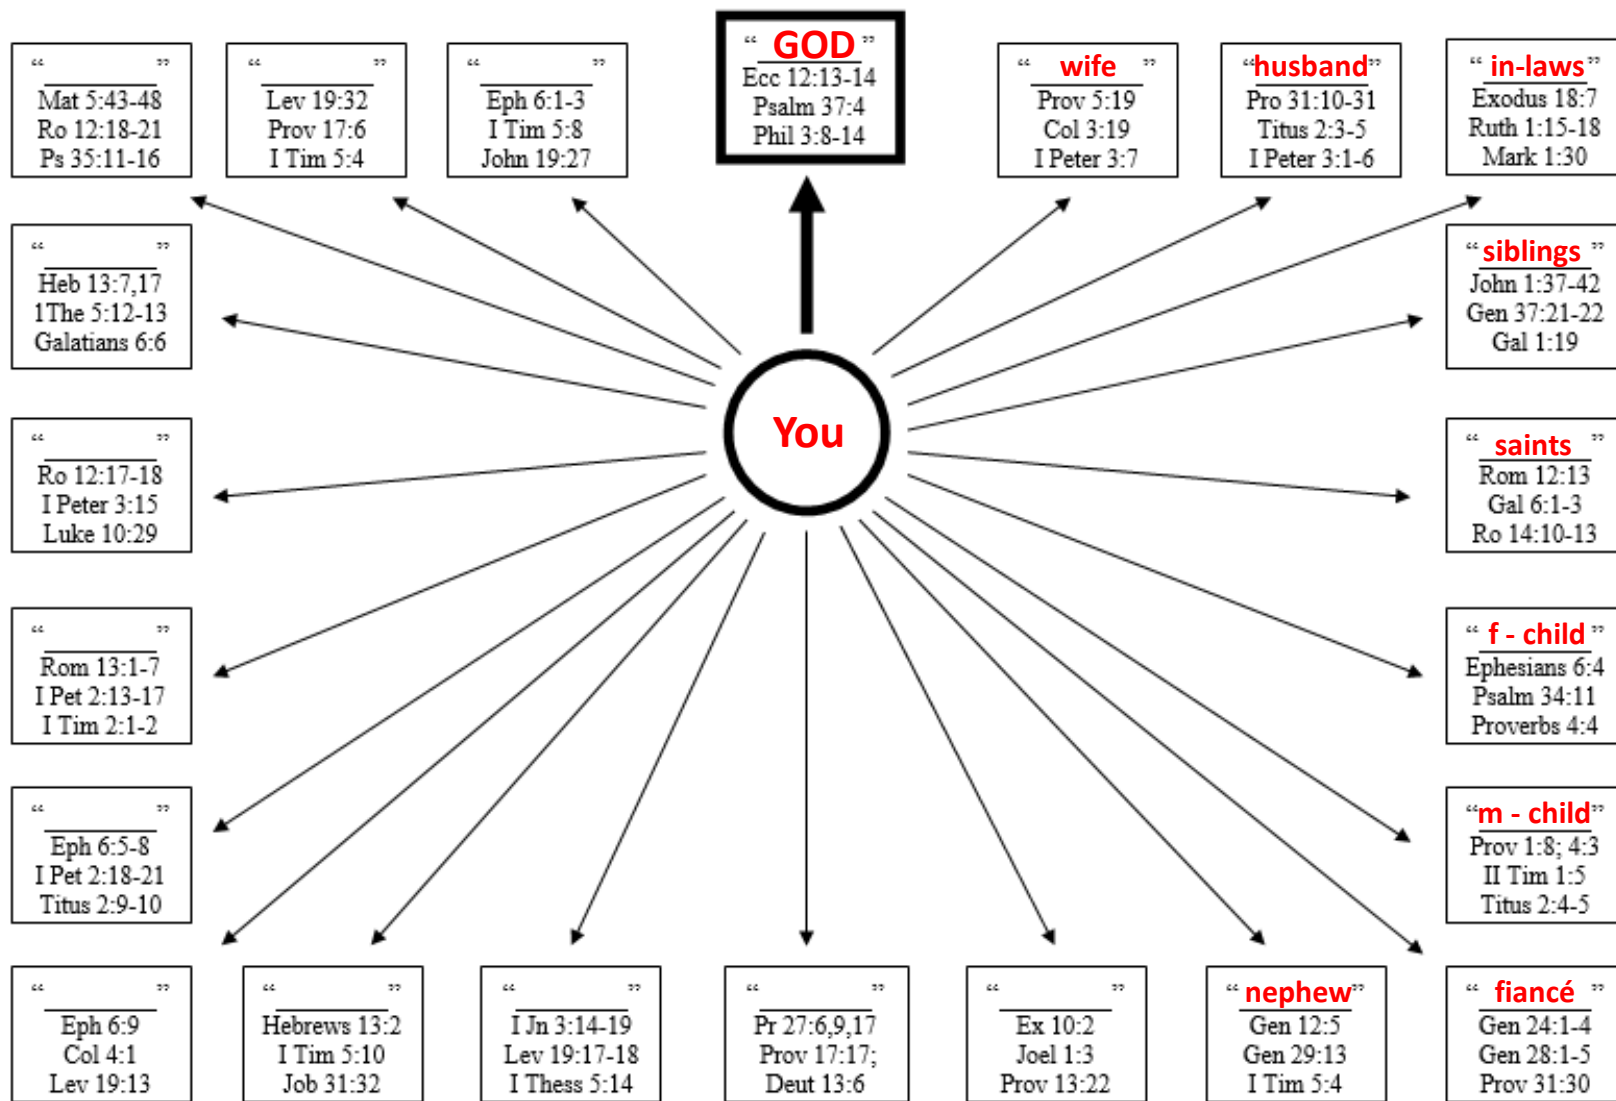 “ ”
Mat 5:43-48
Ro 12:18-21
Ps 35:11-16
“ ”
Lev 19:32
Prov 17:6
I Tim 5:4
“ ”
Eph 6:1-3
I Tim 5:8
John 19:27
“ GOD ”
Ecc 12:13-14
Psalm 37:4
Phil 3:8-14
“ wife ”
Prov 5:19
Col 3:19
I Peter 3:7
“husband”
Pro 31:10-31
Titus 2:3-5
I Peter 3:1-6
“ in-laws ”
Exodus 18:7
Ruth 1:15-18
Mark 1:30
“ ”
Heb 13:7,17
1The 5:12-13
Galatians 6:6
“siblings ”
John 1:37-42
Gen 37:21-22
Gal 1:19
You
“ ”
Ro 12:17-18
I Peter 3:15
Luke 10:29
“ saints ”
Rom 12:13
Gal 6:1-3
Ro 14:10-13
“ ”
Rom 13:1-7
I Pet 2:13-17
I Tim 2:1-2
“ f - child ”
Ephesians 6:4
Psalm 34:11
Proverbs 4:4
“ ”
Eph 6:5-8
I Pet 2:18-21
Titus 2:9-10
“m - child”
Prov 1:8; 4:3
II Tim 1:5
Titus 2:4-5
“ ”
Eph 6:9
Col 4:1
Lev 19:13
“ ”
Hebrews 13:2
I Tim 5:10
Job 31:32
“ ”
I Jn 3:14-19
Lev 19:17-18
I Thess 5:14
“ ”
Pr 27:6,9,17
Prov 17:17;
Deut 13:6
“ ”
Ex 10:2
Joel 1:3
Prov 13:22
“ nephew”
Gen 12:5
Gen 29:13
I Tim 5:4
“ fiancé ”
Gen 24:1-4
Gen 28:1-5
Prov 31:30